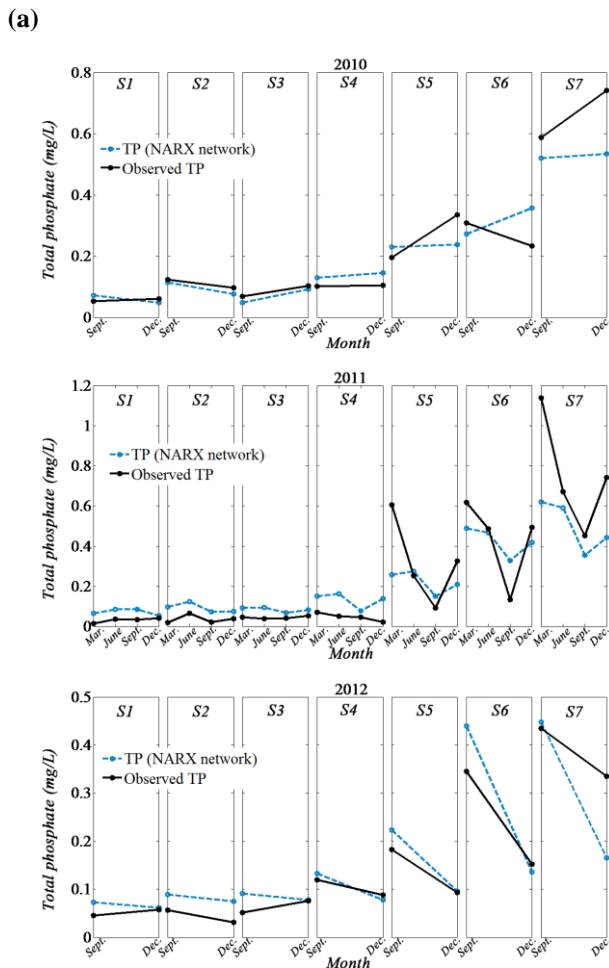 (a)
2010
S1 S2 S3 S4 S5 S6 S7
0.8
0.6
0.4
0.2
0
Total phosphate (mg/L)
TP (NARX network)
Observed TP
Sept. Dec. Sept. Dec. Sept. Dec. Sept. Dec. Sept. Dec. Sept. Dec. Sept. Dec.
Month
2011
S1 S2 S3 S4 S5 S6 S7
1.2
1
0.8
0.6
0.4
0.2
0
Total phosphate (mg/L)
TP (NARX network)
Observed TP
Mar. June Sept. Dec. Mar. June Sept. Dec. Mar. June Sept. Dec. Mar. June Sept. Dec. Mar. June Sept. Dec. Mar. June Sept. Dec. Mar. June Sept. Dec.
Month
2012
S1 S2 S3 S4 S5 S6 S7
0.5
0.4
0.3
0.2
0.1
0
Total phosphate (mg/L)
TP (NARX network)
Observed TP
Sept. Dec. Sept. Dec. Sept. Dec. Sept. Dec. Sept. Dec. Sept. Dec. Sept. Dec.
Month